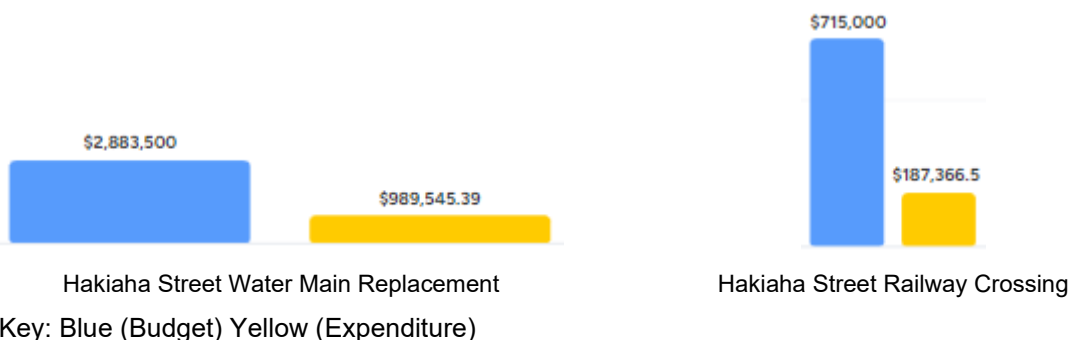 $715,000
$2,883,500
$187,366.5
$989,545.39
Hakiaha Street Water Main Replacement
Hakiaha Street Railway Crossing
Key: Blue (Budget) Yellow (Expenditure)